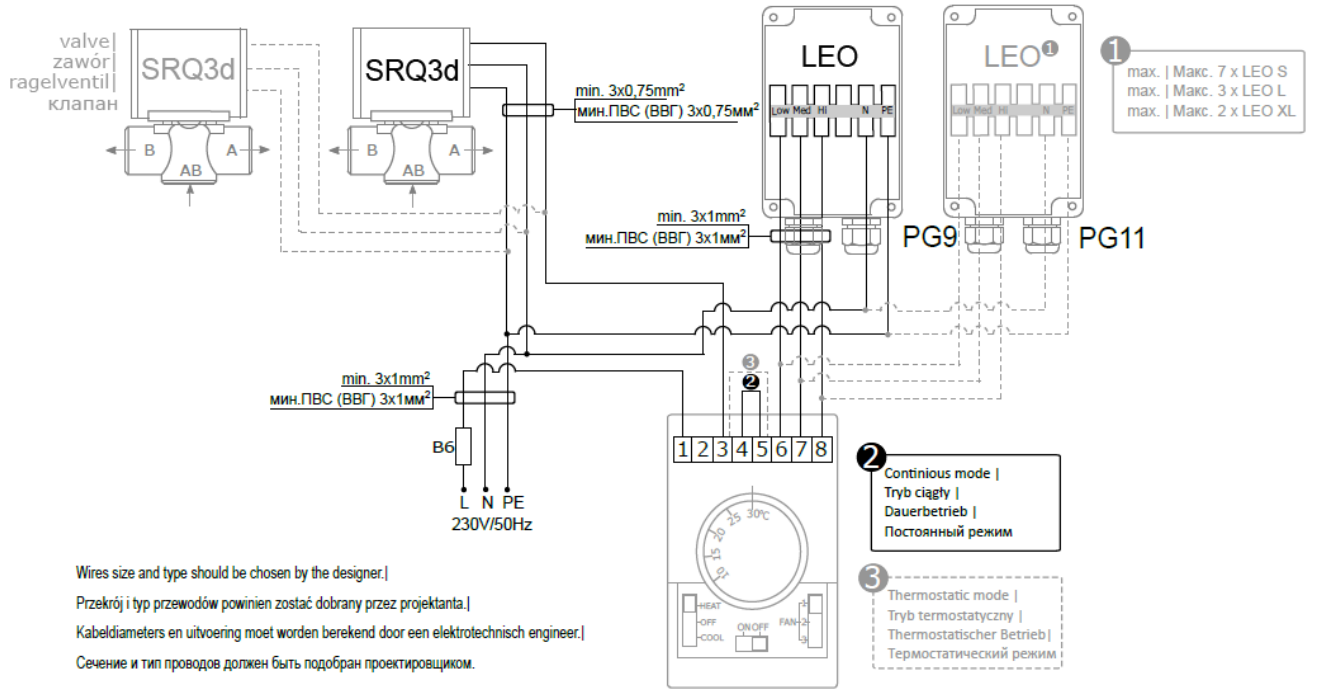 valve|
zawór|
ragelventil|
клапан
SRQ3d
B
A
AB
SRQ3d
B
A
AB
min. 3x0,75mm²
мин.ПВС (ВВГ) 3x0,75мм²
LEO
Low Med HI N PE
LEO❶
Low Med HI N PE
❶
max. | Макс. 7 x LEO S
max. | Макс. 3 x LEO L
max. | Макс. 2 x LEO XL
min. 3x1mm²
мин.ПВС (ВВГ) 3x1мм²
PG9
PG11
min. 3x1mm²
мин.ПВС (ВВГ) 3x1мм²
B6
L N PE
230V/50Hz
❸
❷
1 2 3 4 5 6 7 8
10 15 20 25 30°C
HEAT
OFF
COOL
ON OFF
FAN
1
2
3
❷
Continious mode |
Tryb ciągły |
Dauerbetrieb |
Постоянный режим
❸
Thermostatic mode |
Tryb termostatyczny |
Thermostatischer Betrieb|
Термостатический режим
Wires size and type should be chosen by the designer.|
Przekrój i typ przewodów powinien zostać dobrany przez projektanta.|
Kabeldiameters en uitvoering moet worden berekend door een elektrotechnisch engineer.|
Сечение и тип проводов должен быть подобран проектировщиком.